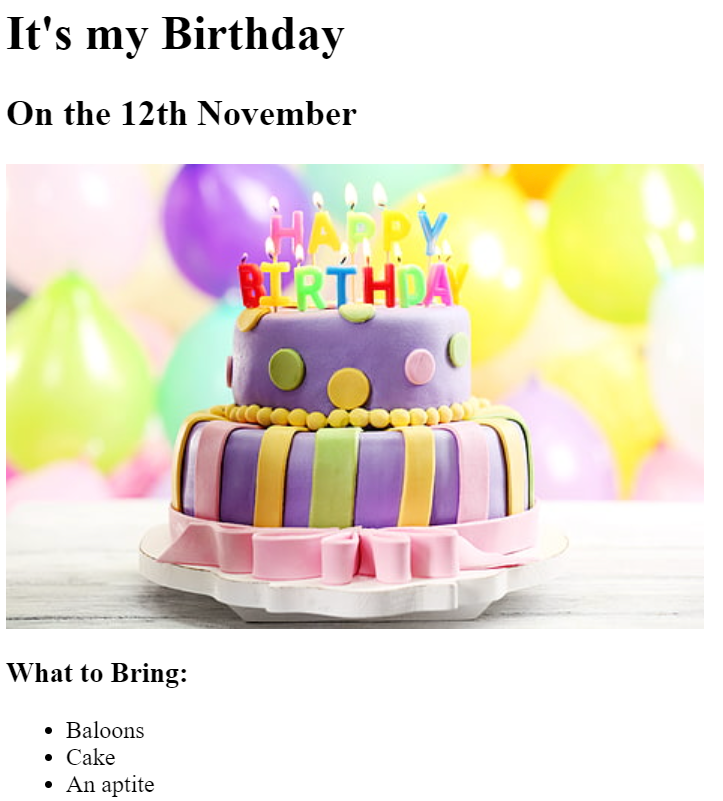 It's my Birthday
On the 12th November
HAPPY
BIRTHDAY
What to Bring:
Baloons
Cake
An aptite